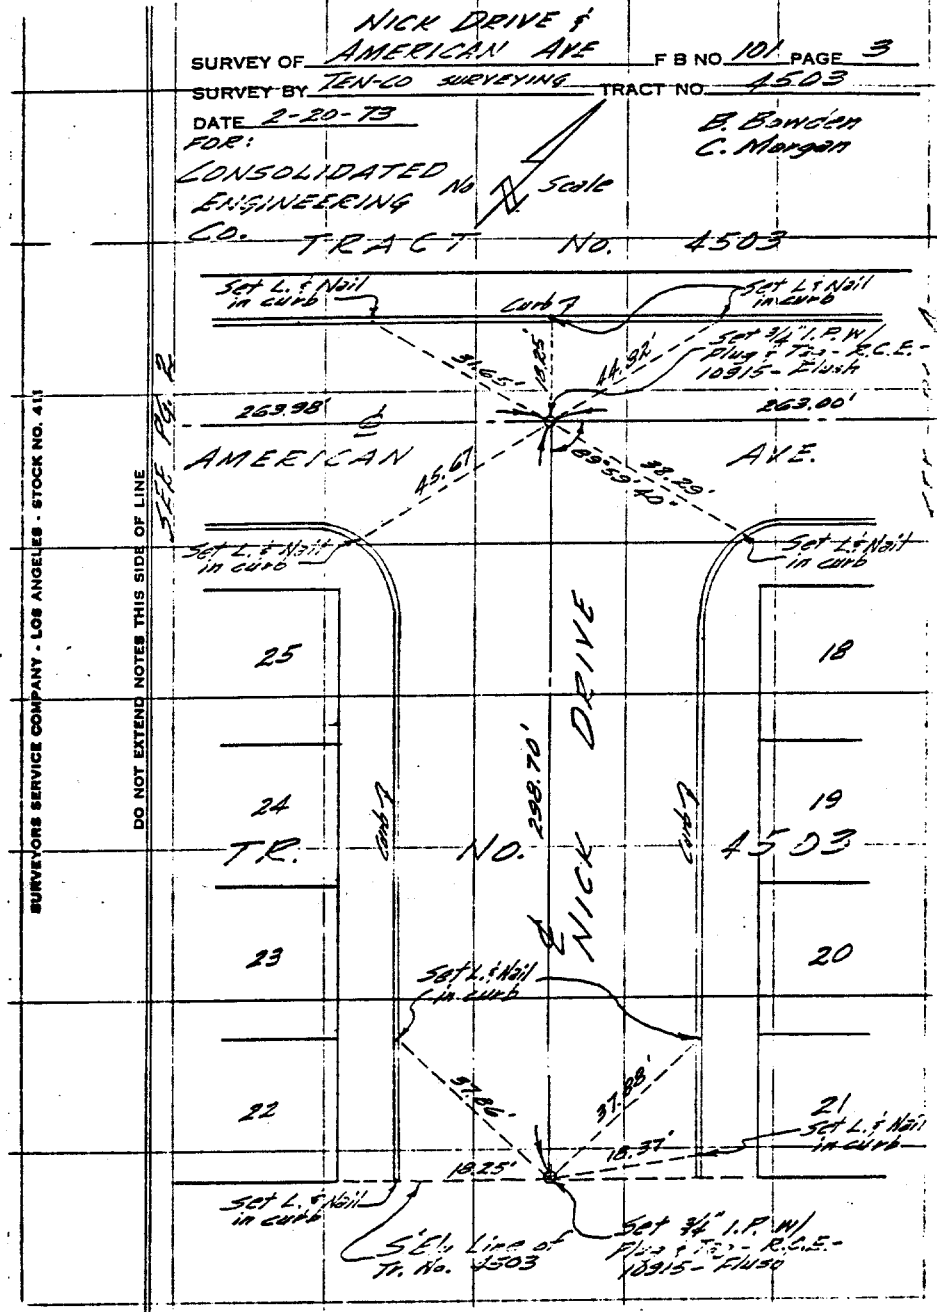 NICK DRIVE &
SURVEY OF AMERICAN AVE F B NO 101 PAGE 3
SURVEY BY TEN-CO SURVEYING TRACT NO 4503
DATE 2-20-73
B. Bowden
C. Morgan
FOR:
CONSOLIDATED
ENGINEERING
CO.
No Scale
N
TRACT No. 4503
Set L. & Nail
in curb
Curb
Set L & Nail
in curb
Set 3/4" I.P. W/
Plug & Tag - R.C.E.-
10915 - Flush
31.65'
18.25'
44.92'
SEE PG. 2
263.98'
263.00'
AMERICAN AVE.
45.67
89°59'40"
38.29'
Set L. & Nail
in curb
Set L. & Nail
in curb
25
18
24
19
NICK DRIVE
298.70'
Curb
Curb
TR. NO. 4503
23
20
Set L. & Nail
in curb
22
37.86'
37.88'
21
Set L. & Nail
in curb
18.25'
18.37'
Set L. & Nail
in curb
S'Ely Line of
Tr. No. 4503
Set 3/4" I.P. W/
Plug & Tag - R.C.E.-
10915 - Flush
SURVEYORS SERVICE COMPANY - LOS ANGELES - STOCK NO. 411
DO NOT EXTEND NOTES THIS SIDE OF LINE